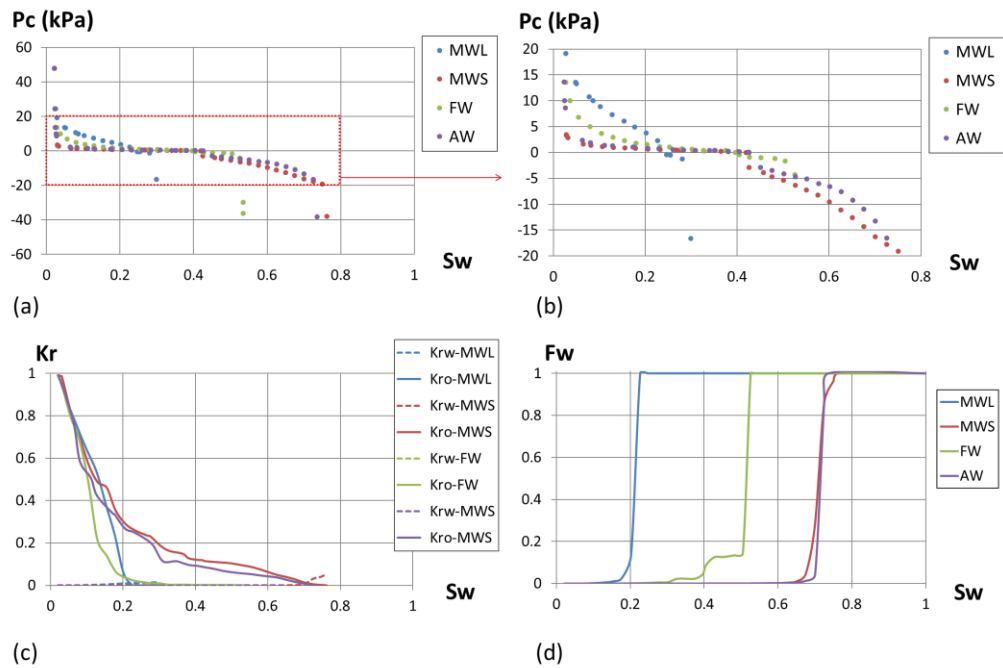 Pc (kPa)
60
40
20
0
-20
-40
-60
0
0.2
0.4
0.6
0.8
1
Sw
MWL
MWS
FW
AW
(a)
Pc (kPa)
20
15
10
5
0
-5
-10
-15
-20
0
0.2
0.4
0.6
0.8
Sw
MWL
MWS
FW
AW
(b)
Kr
1
0.8
0.6
0.4
0.2
0
0
0.2
0.4
0.6
0.8
1
Sw
Krw-MWL
Kro-MWL
Krw-MWS
Kro-MWS
Krw-FW
Kro-FW
Krw-MWS
Kro-MWS
(c)
Fw
1
0.8
0.6
0.4
0.2
0
0
0.2
0.4
0.6
0.8
1
Sw
MWL
MWS
FW
AW
(d)